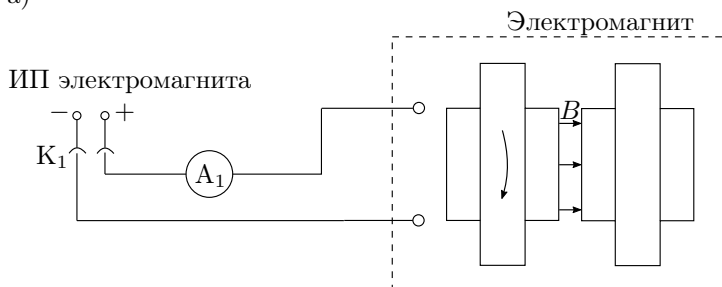 а)
Электромагнит
ИП электромагнита
− +
B
K1
A1